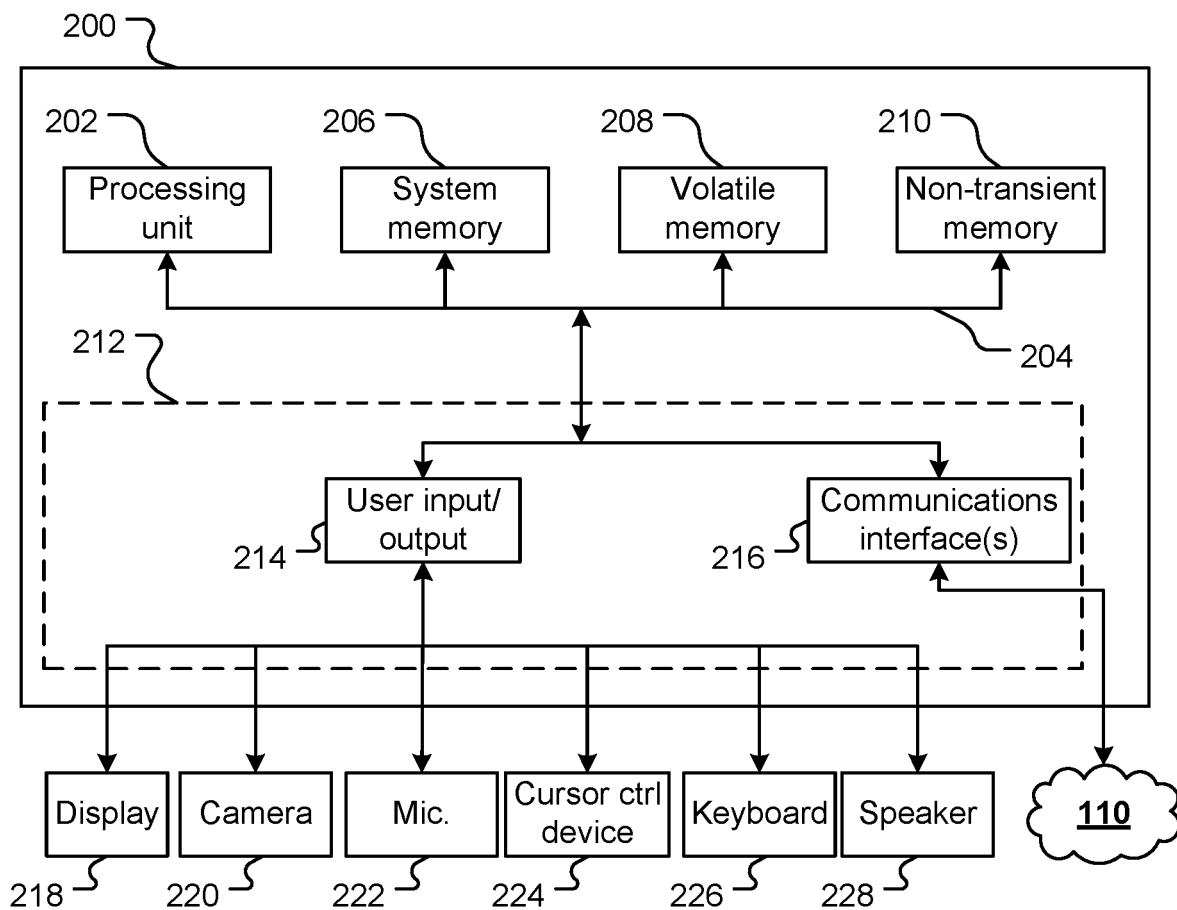 200
202
206
208
210
Processing
unit
System
memory
Volatile
memory
Non-transient
memory
212
204
User input/
output
Communications
interface(s)
214
216
Display
Camera
Mic.
Cursor ctrl
device
Keyboard
Speaker
110
218
220
222
224
226
228